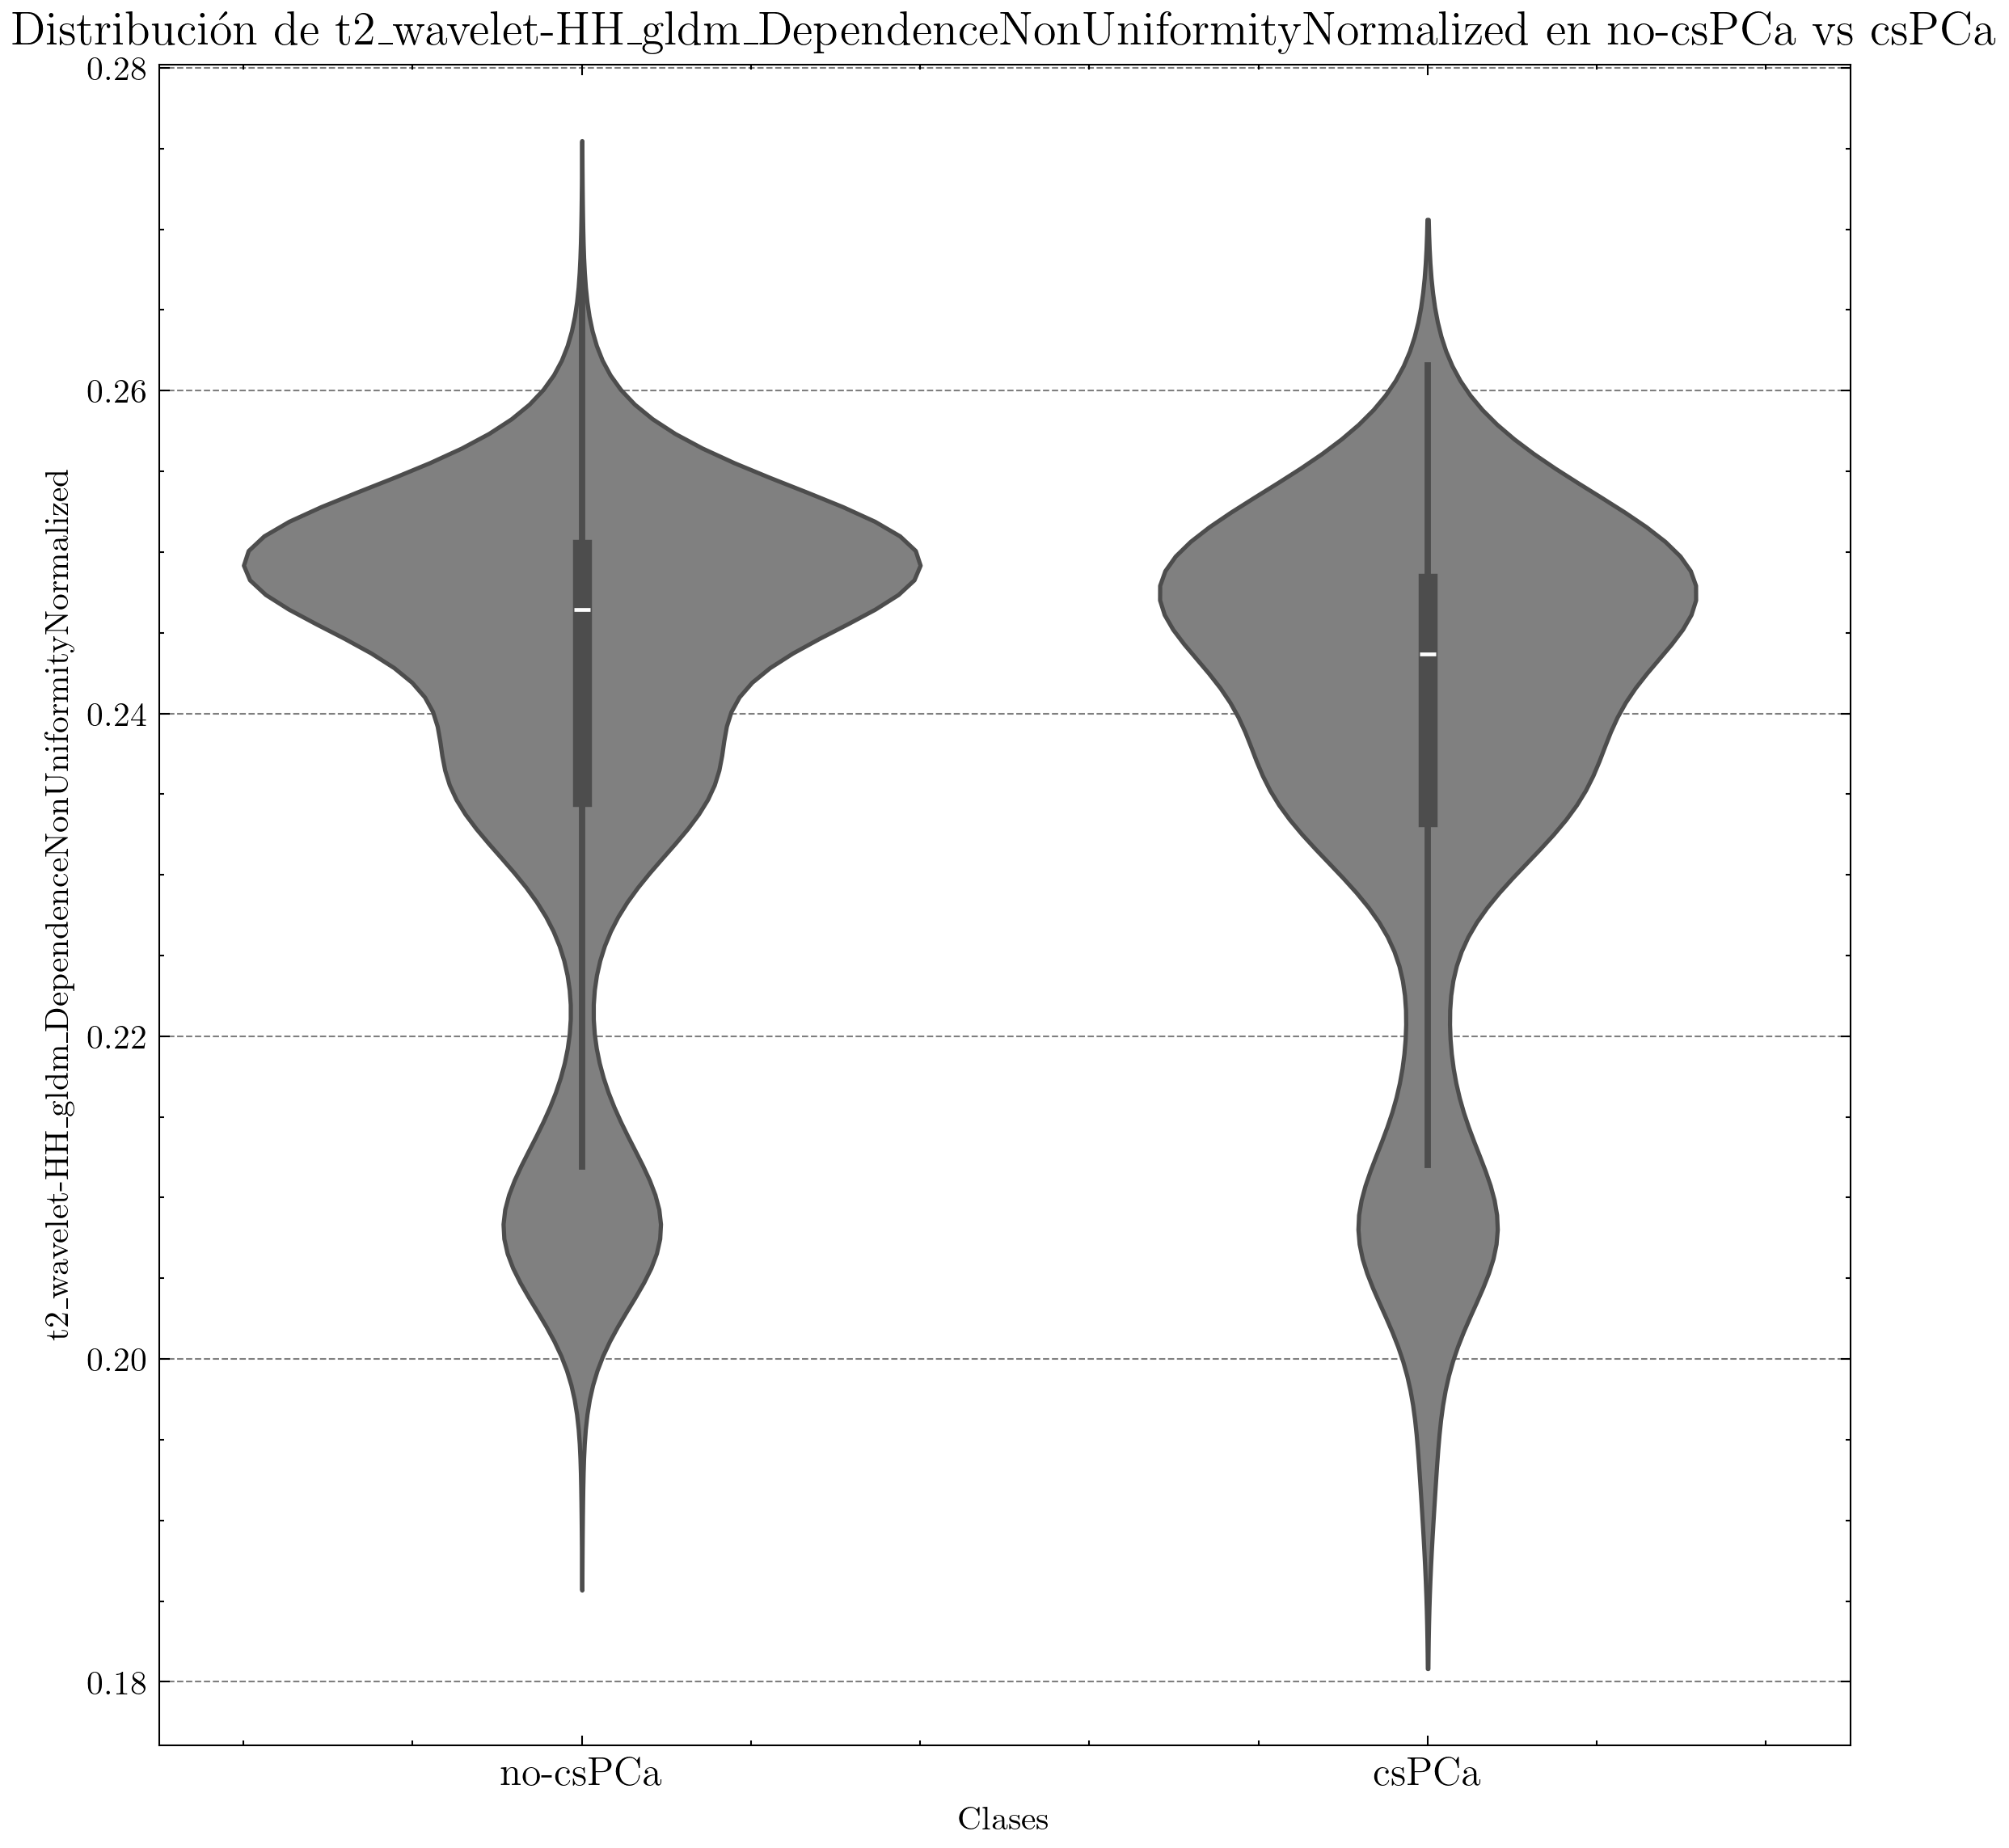 Distribución de t2_wavelet-HH_gldm_DependenceNonUniformityNormalized en no-csPCa vs csPCa
t2_wavelet-HH_gldm_DependenceNonUniformityNormalized
0.28
0.26
0.24
0.22
0.20
0.18
no-csPCa
csPCa
Clases